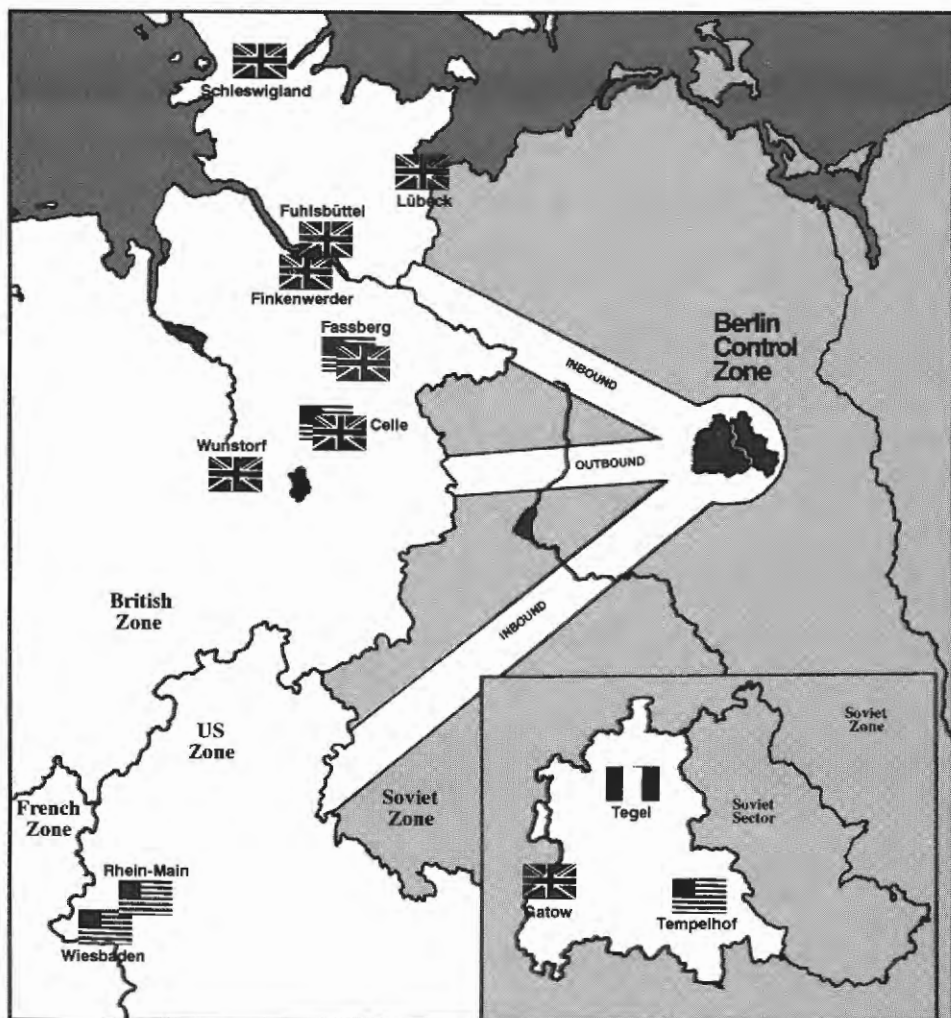 Schleswigland
Lübeck
Fuhlsbüttel
Finkenwerder
Fassberg
Celle
Wunstorf
INBOUND
Berlin
Control
Zone
OUTBOUND
INBOUND
British
Zone
US
Zone
French
Zone
Soviet
Zone
Rhein-Main
Wiesbaden
Soviet
Zone
Soviet
Sector
Tegel
Gatow
Tempelhof